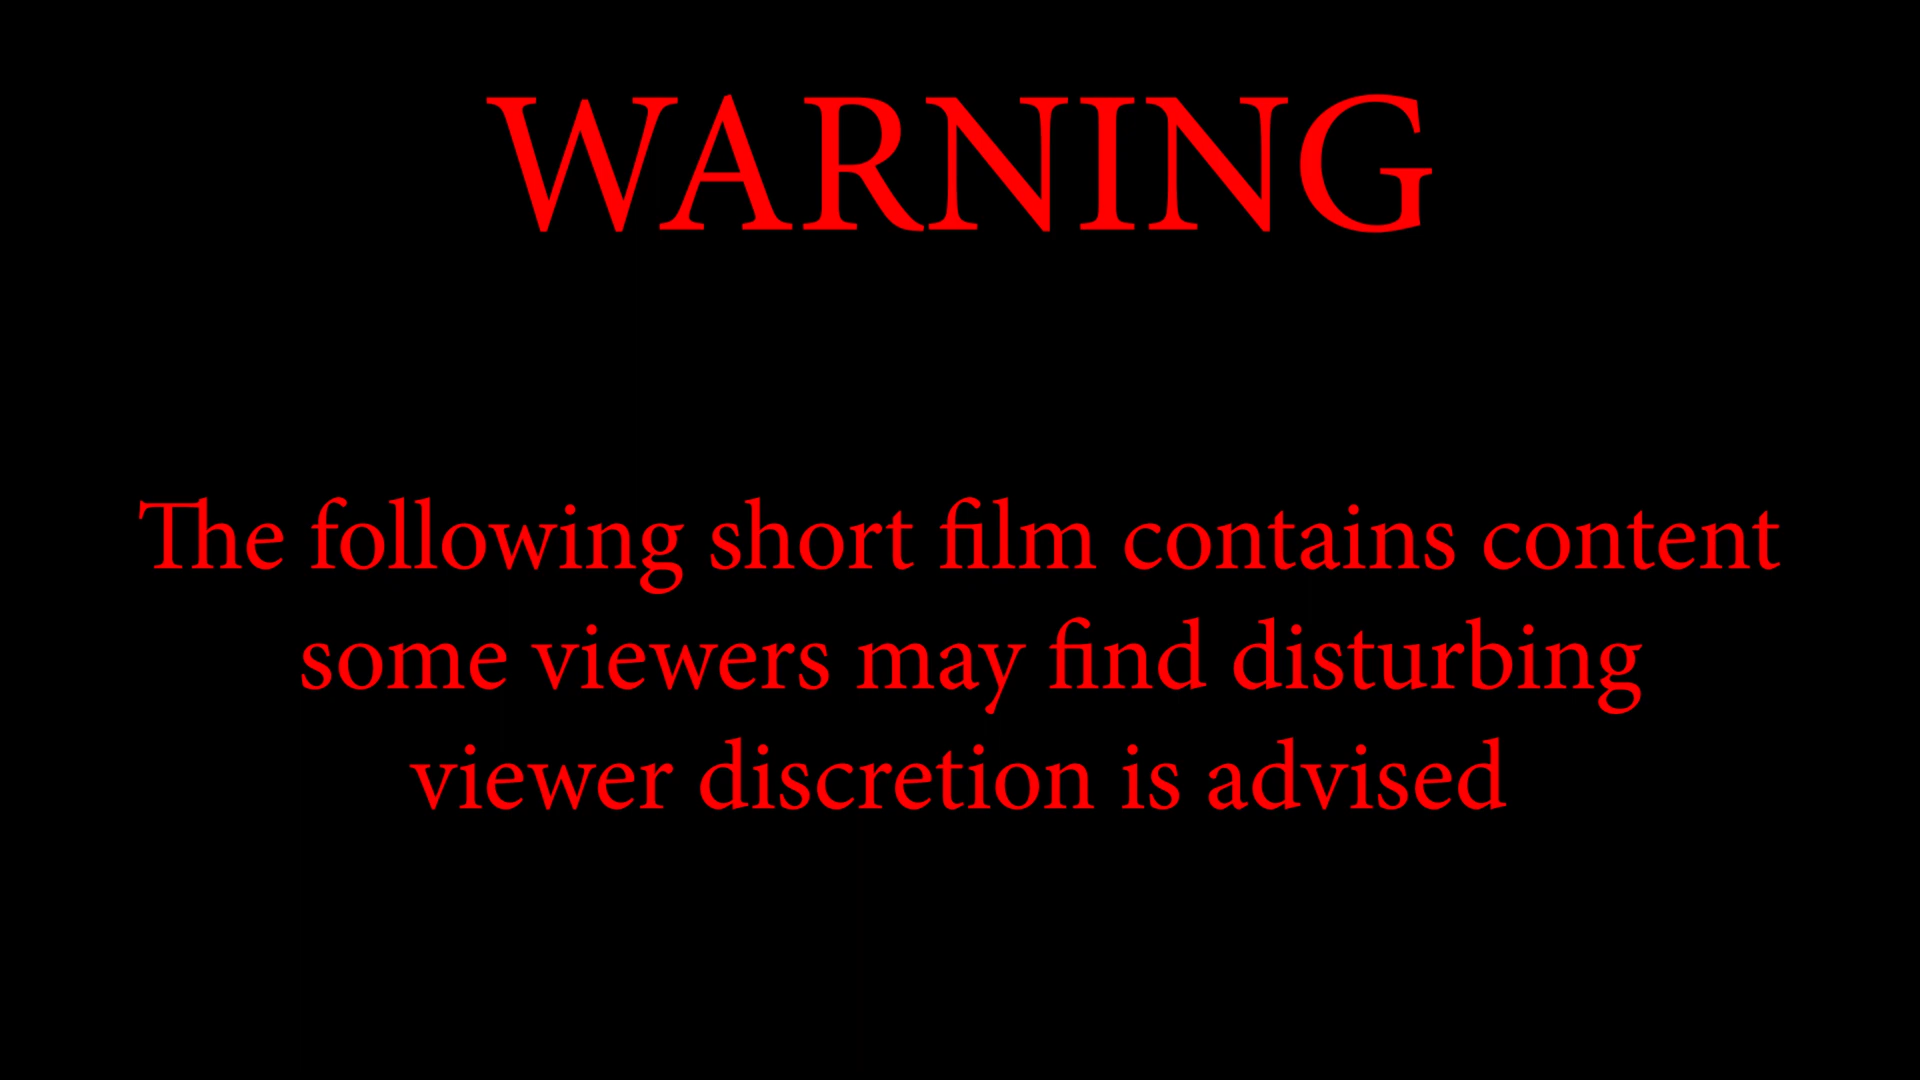 WARNING
The following short film contains content
some viewers may find disturbing
viewer discretion is advised